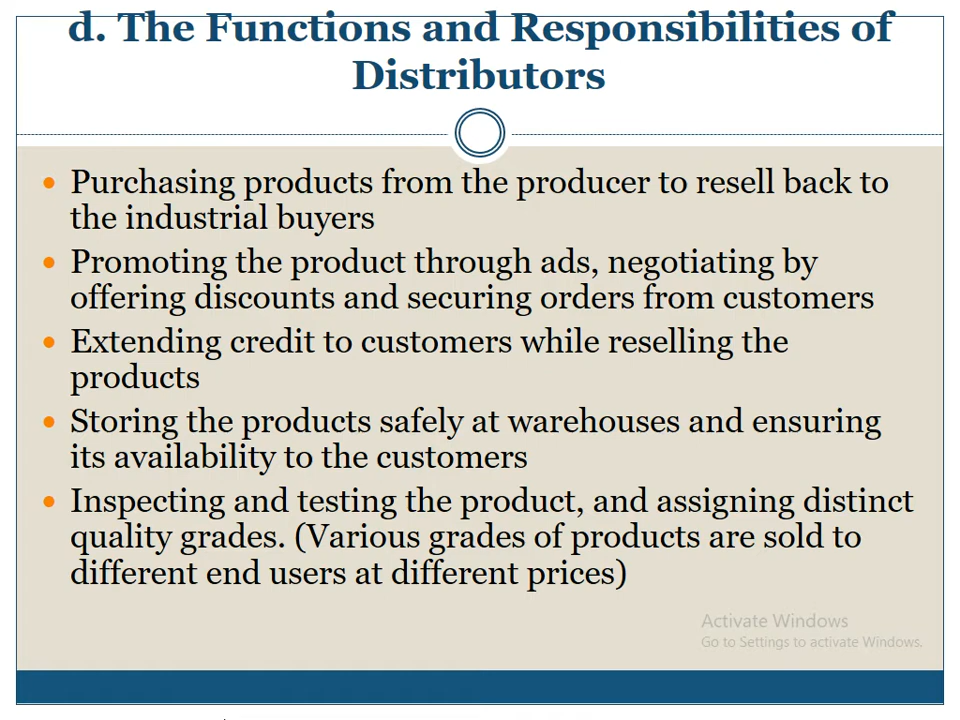 d. The Functions and Responsibilities of
Distributors
Purchasing products from the producer to resell back to
the industrial buyers
Promoting the product through ads, negotiating by
offering discounts and securing orders from customers
Extending credit to customers while reselling the
products
Storing the products safely at warehouses and ensuring
its availability to the customers
Inspecting and testing the product, and assigning distinct
quality grades. (Various grades of products are sold to
different end users at different prices)
Activate Windows
Go to Settings to activate Windows.